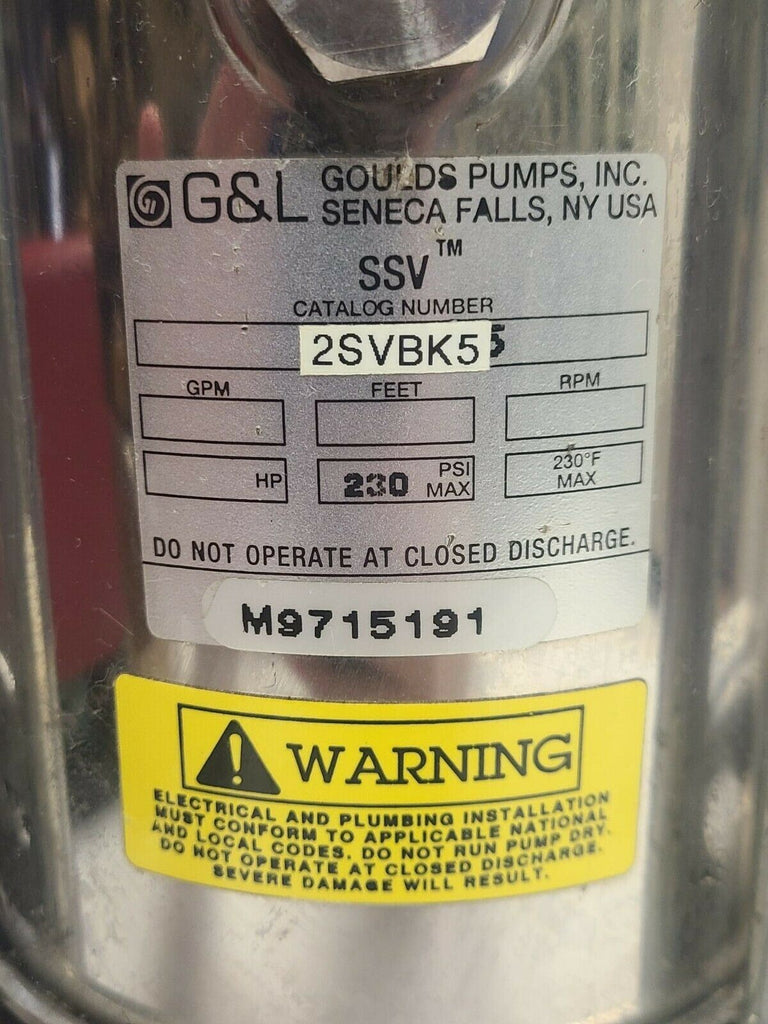 G&L GOULDS PUMPS, INC.
SENECA FALLS, NY USA
SSV™
CATALOG NUMBER
2SVBK5 5
GPM FEET RPM
HP 230 PSI MAX 230°F MAX
DO NOT OPERATE AT CLOSED DISCHARGE.
M9715191
WARNING
ELECTRICAL AND PLUMBING INSTALLATION
MUST CONFORM TO APPLICABLE NATIONAL
AND LOCAL CODES. DO NOT RUN PUMP DRY.
DO NOT OPERATE AT CLOSED DISCHARGE.
SEVERE DAMAGE WILL RESULT.